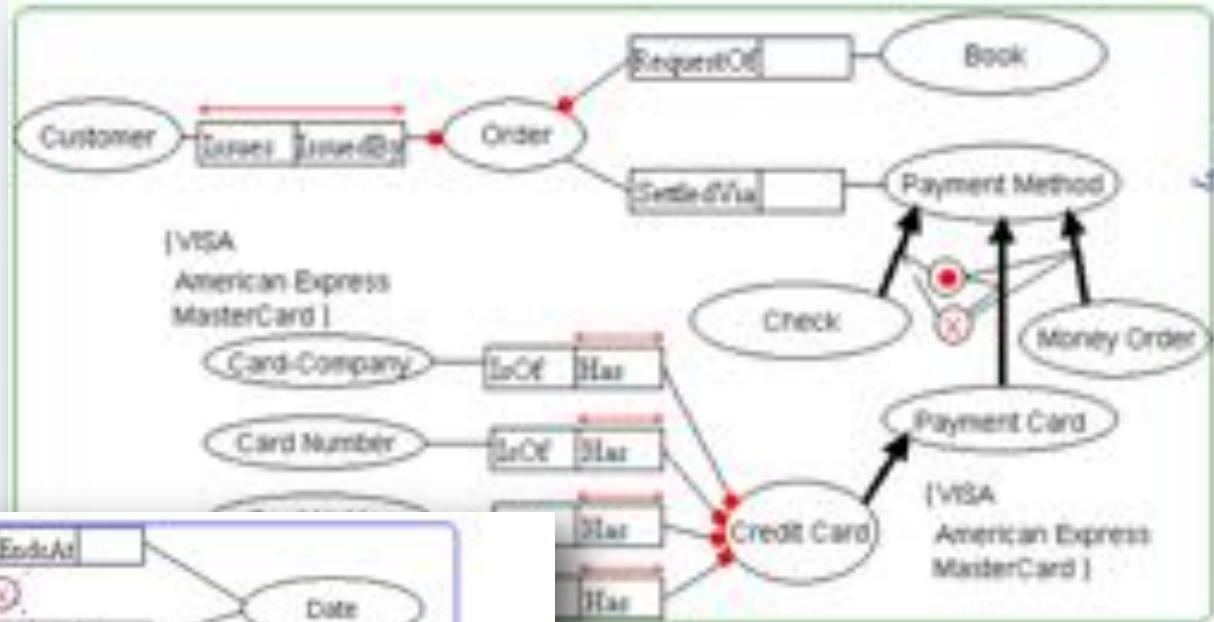 RequestOf
Book
Customer
Issues IssuedBy
Order
SettledVia
Payment Method
{VISA
American Express
MasterCard }
Check
Money Order
Card-Company
IsOf Has
Payment Card
Card Number
IsOf Has
{VISA
American Express
MasterCard }
Has
Credit Card
Has
EndsAt
Date